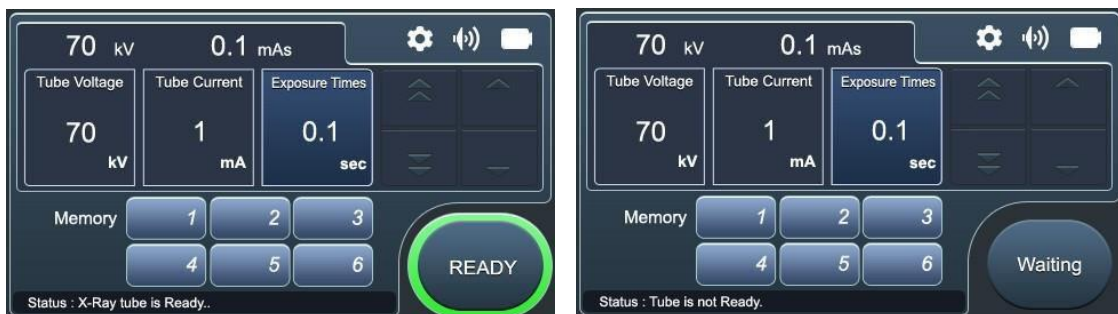 70 kV 0.1 mAs
Tube Voltage Tube Current Exposure Times
70 1 0.1
kV mA sec
Memory 1 2 3
4 5 6
READY
Status : X-Ray tube is Ready..
70 kV 0.1 mAs
Tube Voltage Tube Current Exposure Times
70 1 0.1
kV mA sec
Memory 1 2 3
4 5 6
Waiting
Status : Tube is not Ready.